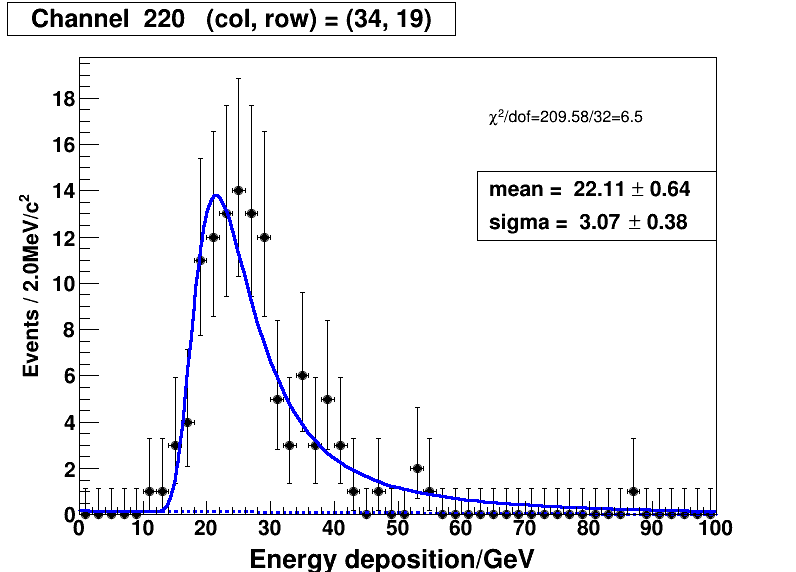 Channel 220 (col, row) = (34, 19)
χ²/dof=209.58/32=6.5
mean = 22.11 ± 0.64
sigma = 3.07 ± 0.38
Events / 2.0MeV/c²
18
16
14
12
10
8
6
4
2
0
0 10 20 30 40 50 60 70 80 90 100
Energy deposition/GeV